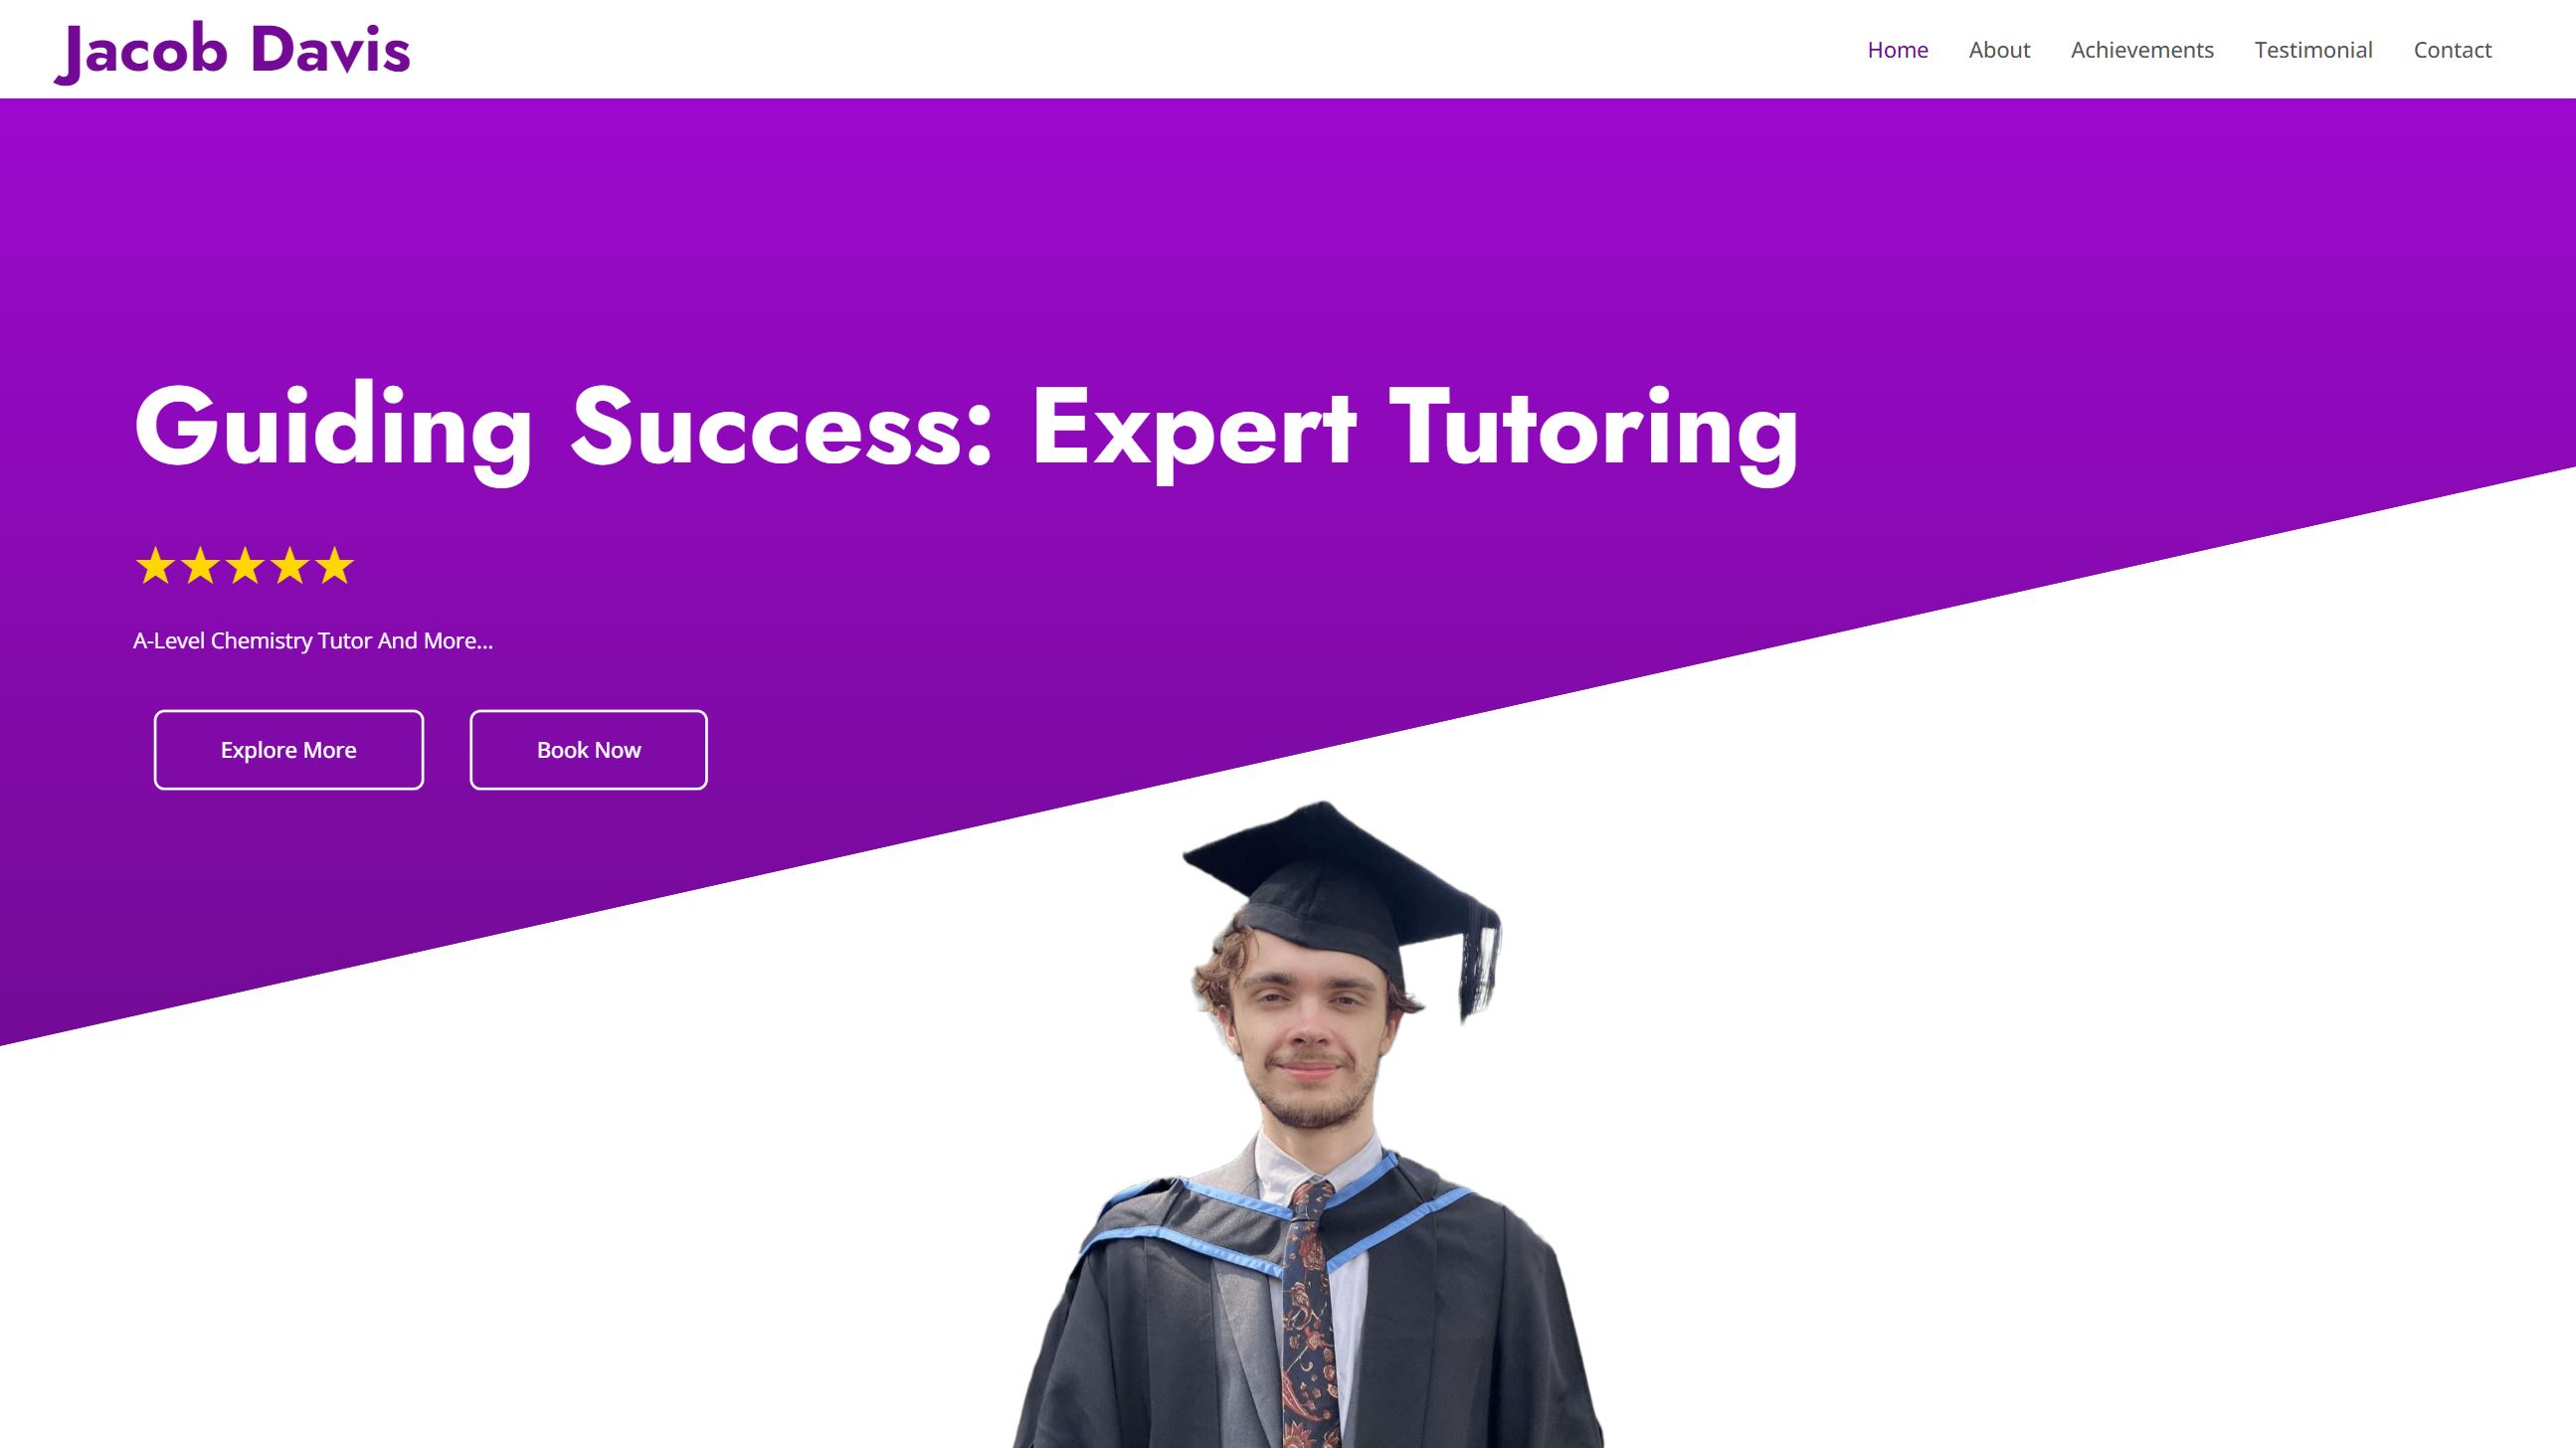 Jacob Davis
Home About Achievements Testimonial Contact
Guiding Success: Expert Tutoring
A-Level Chemistry Tutor And More...
Explore More
Book Now